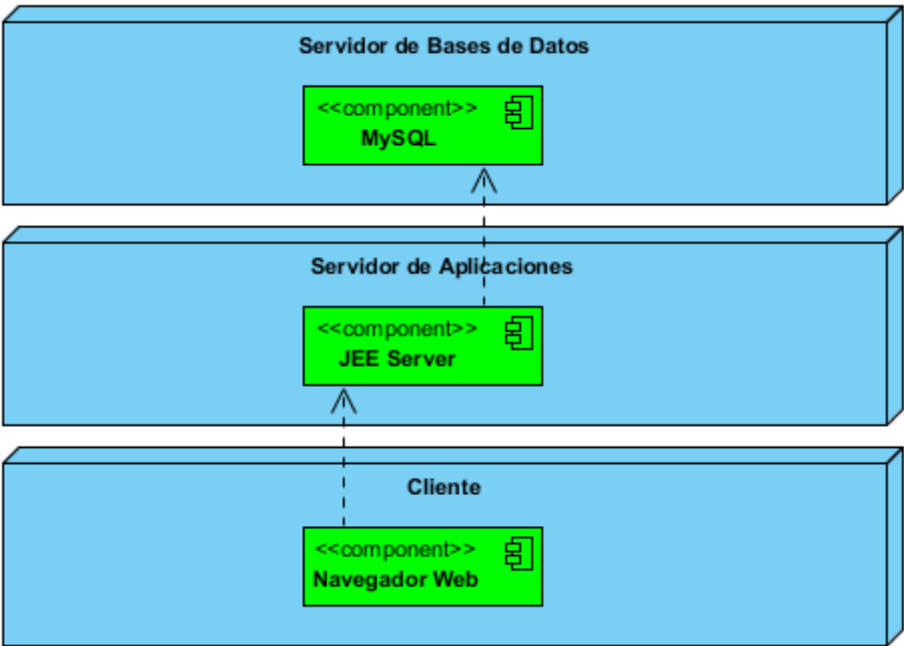 Servidor de Bases de Datos
<<component>>
MySQL
Servidor de Aplicaciones
<<component>>
JEE Server
Cliente
<<component>>
Navegador Web